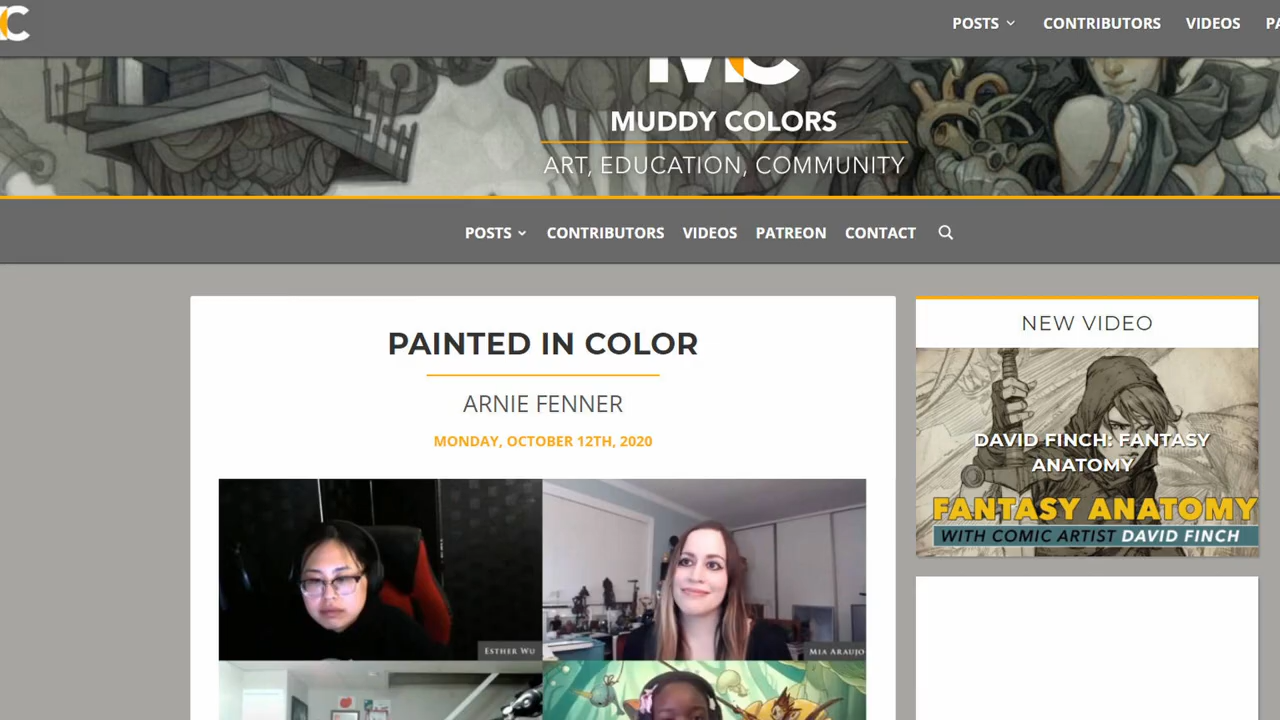 C
POSTS
CONTRIBUTORS
VIDEOS
MC
MUDDY COLORS
ART, EDUCATION, COMMUNITY
POSTS
CONTRIBUTORS
VIDEOS
PATREON
CONTACT
PAINTED IN COLOR
ARNIE FENNER
MONDAY, OCTOBER 12TH, 2020
ESTHER WU
MIA ARAUJO
NEW VIDEO
DAVID FINCH: FANTASY
ANATOMY
FANTASY ANATOMY
WITH COMIC ARTIST DAVID FINCH